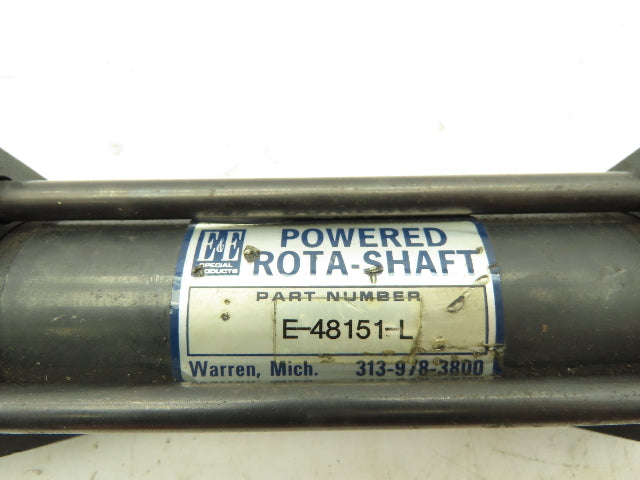 E&E
SPECIAL
PRODUCTS
POWERED
ROTA-SHAFT
PART NUMBER
E-48151-L
Warren, Mich. 313-978-3800